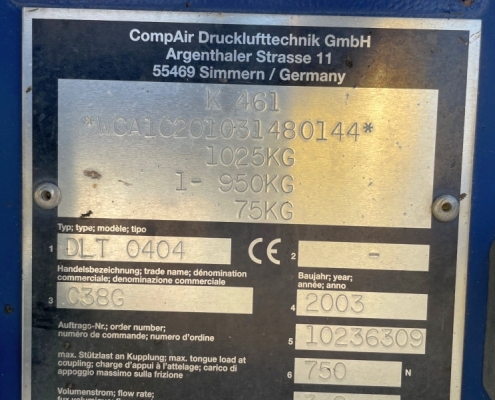 CompAir Drucklufttechnik GmbH
Argenthaler Strasse 11
55469 Simmern / Germany
K 461
*WCA1C201031480144*
1025KG
1- 950KG
75KG
Typ; type; modèle; tipo
1 DLT 0404 CE 2 -
Handelsbezeichnung; trade name; dénomination
commerciale; denominazione commerciale
Baujahr; year;
année; anno
3 C38G 4 2003
Auftrags-Nr.; order number;
numéro de commande; numero d'ordine
5 10236309
max. Stützlast an Kupplung; max. tongue load at
coupling; charge d'appui à l'attelage; carico di
appoggio massimo sulla frizione
6 750 N
Volumenstrom; flow rate;